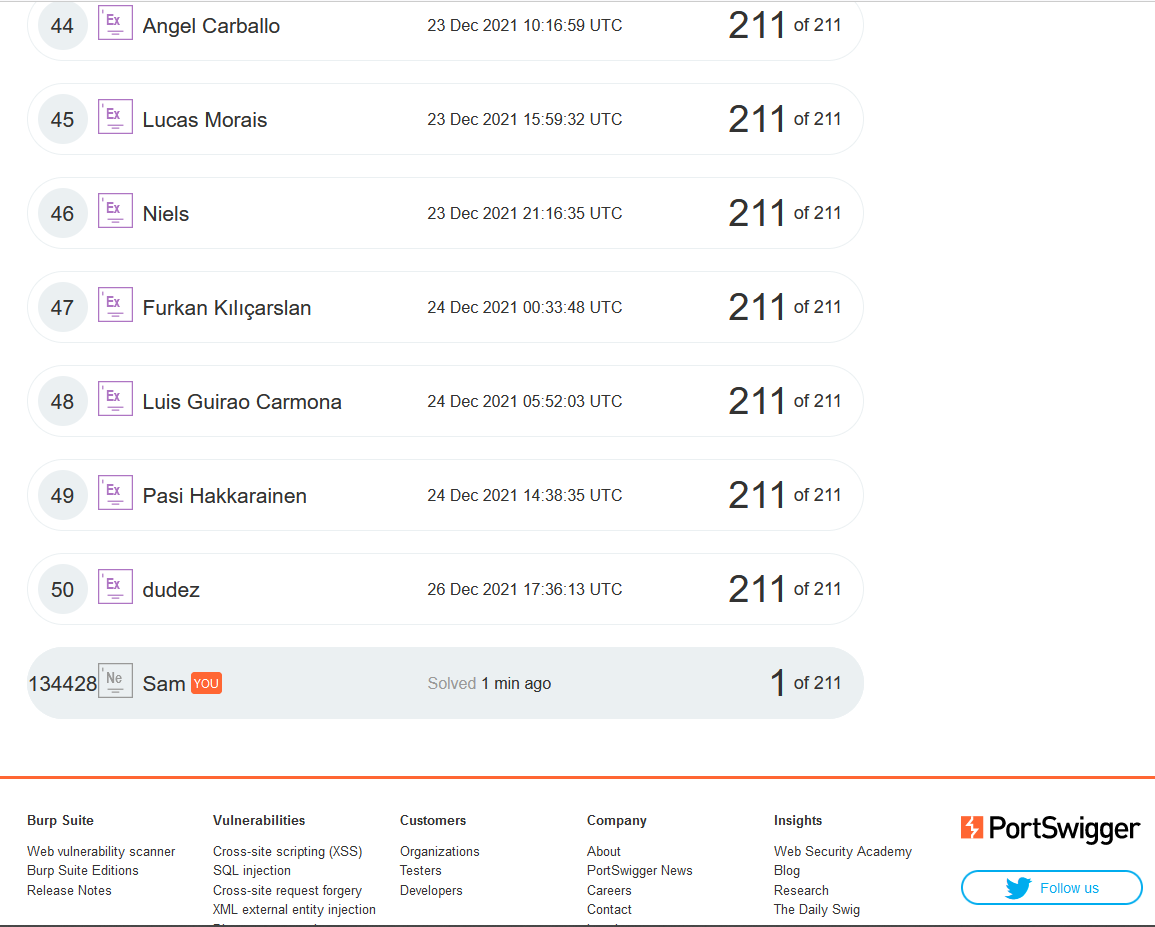 44 'Ex Angel Carballo 23 Dec 2021 10:16:59 UTC 211 of 211
45 'Ex Lucas Morais 23 Dec 2021 15:59:32 UTC 211 of 211
46 'Ex Niels 23 Dec 2021 21:16:35 UTC 211 of 211
47 'Ex Furkan Kılıçarslan 24 Dec 2021 00:33:48 UTC 211 of 211
48 'Ex Luis Guirao Carmona 24 Dec 2021 05:52:03 UTC 211 of 211
49 'Ex Pasi Hakkarainen 24 Dec 2021 14:38:35 UTC 211 of 211
50 'Ex dudez 26 Dec 2021 17:36:13 UTC 211 of 211
134428 'Ne Sam YOU Solved 1 min ago 1 of 211
Burp Suite
Web vulnerability scanner
Burp Suite Editions
Release Notes
Vulnerabilities
Cross-site scripting (XSS)
SQL injection
Cross-site request forgery
XML external entity injection
Customers
Organizations
Testers
Developers
Company
About
PortSwigger News
Careers
Contact
Insights
Web Security Academy
Blog
Research
The Daily Swig
PortSwigger
Follow us